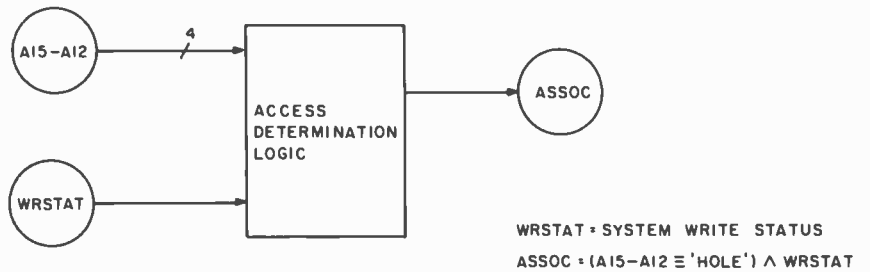 4
A15-A12
ACCESS
DETERMINATION
LOGIC
ASSOC
WRSTAT
WRSTAT = SYSTEM WRITE STATUS
ASSOC = (A15-A12 ≡ 'HOLE') ∧ WRSTAT